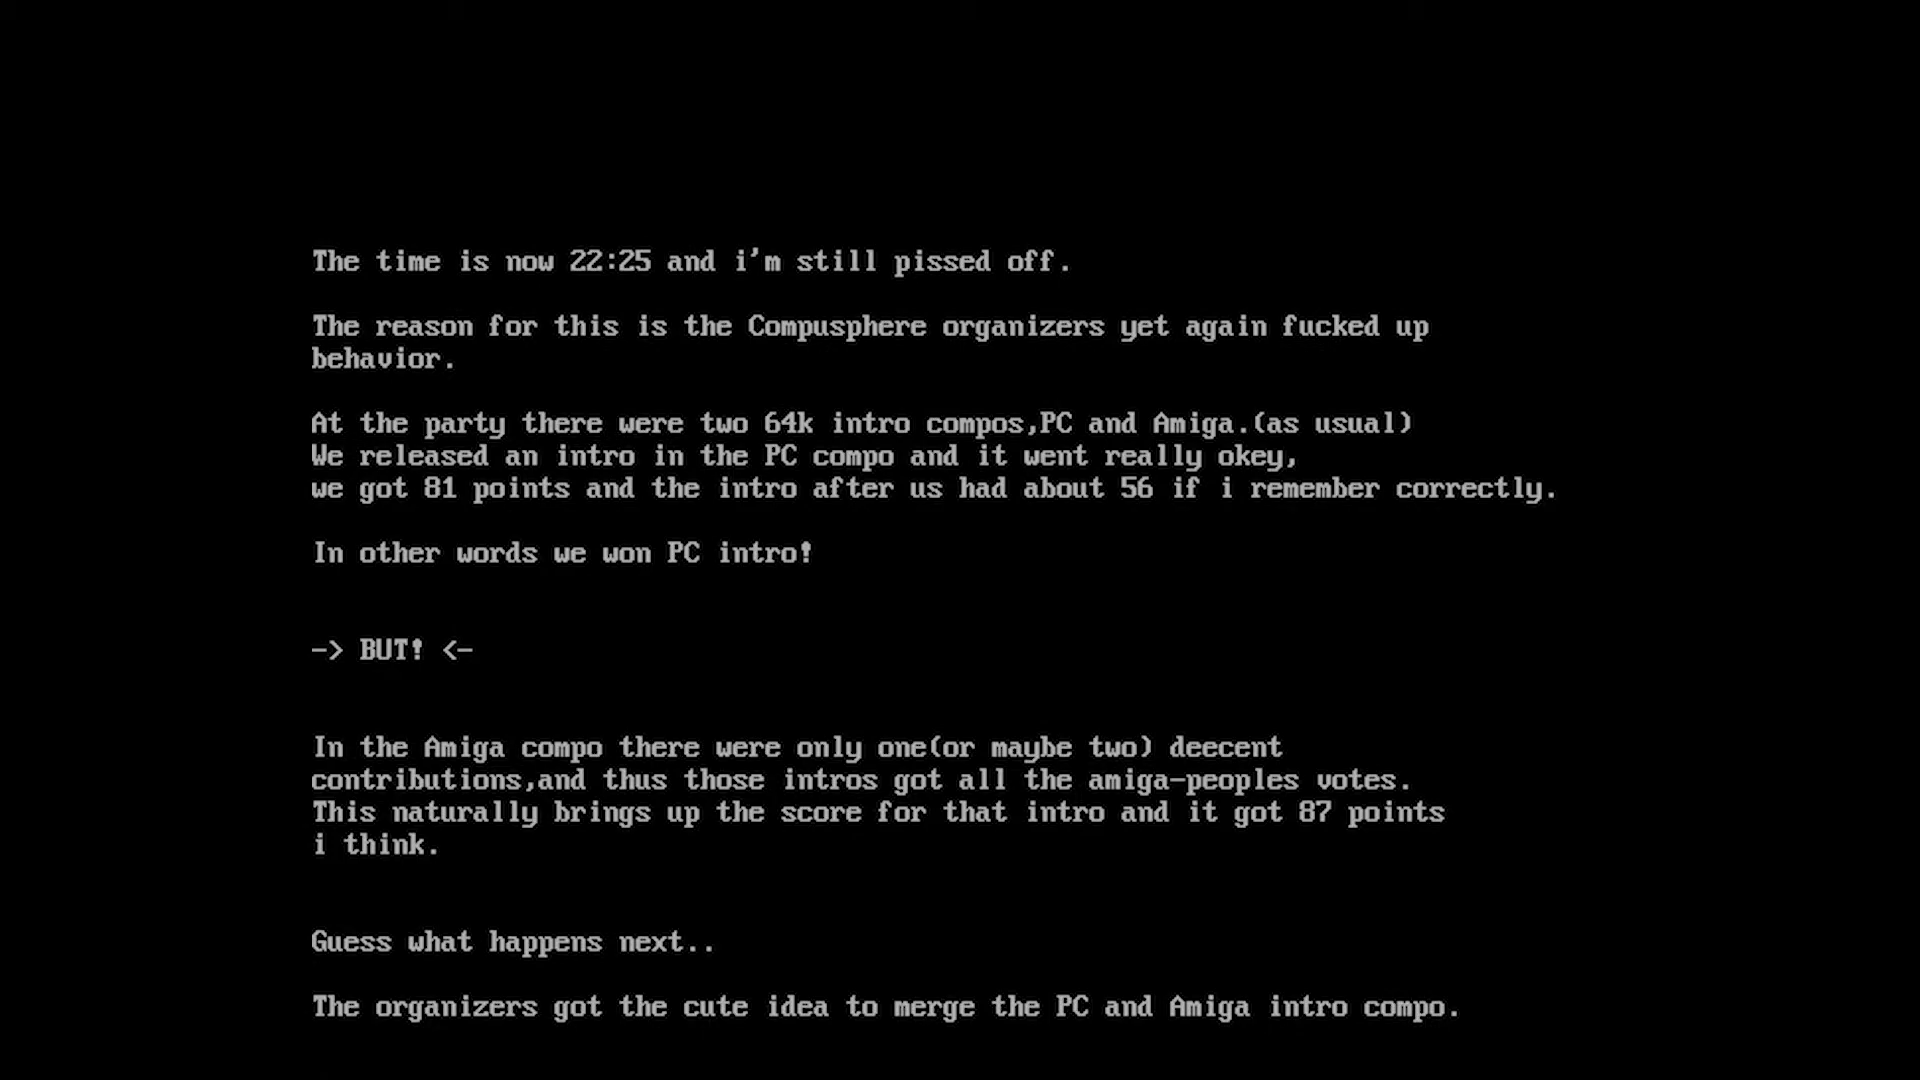 The time is now 22:25 and i'm still pissed off.
The reason for this is the Compusphere organizers yet again fucked up
behavior.
At the party there were two 64k intro compos,PC and Amiga.(as usual)
We released an intro in the PC compo and it went really okey,
we got 81 points and the intro after us had about 56 if i remember correctly.
In other words we won PC intro!
-> BUT! <-
In the Amiga compo there were only one(or maybe two) deecent
contributions,and thus those intros got all the amiga-peoples votes.
This naturally brings up the score for that intro and it got 87 points
i think.
Guess what happens next..
The organizers got the cute idea to merge the PC and Amiga intro compo.